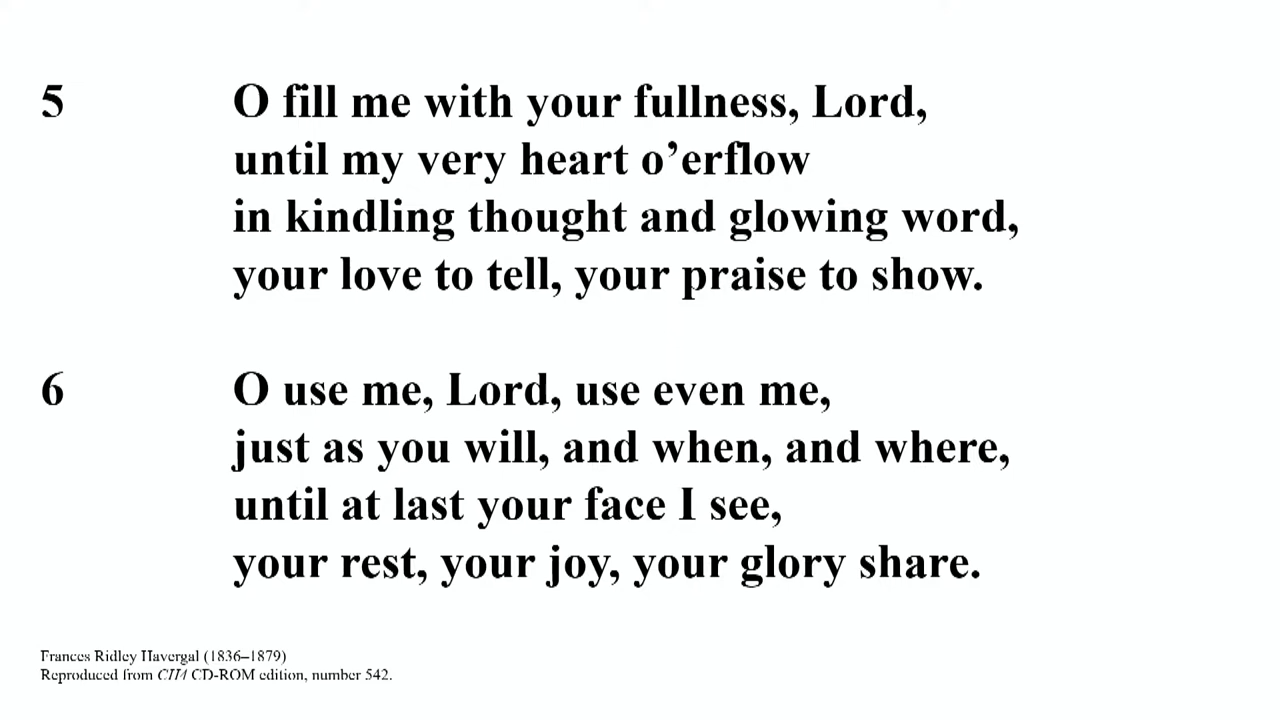 5 O fill me with your fullness, Lord,
until my very heart o’erflow
in kindling thought and glowing word,
your love to tell, your praise to show.
6 O use me, Lord, use even me,
just as you will, and when, and where,
until at last your face I see,
your rest, your joy, your glory share.
Frances Ridley Havergal (1836–1879)
Reproduced from CH4 CD-ROM edition, number 542.